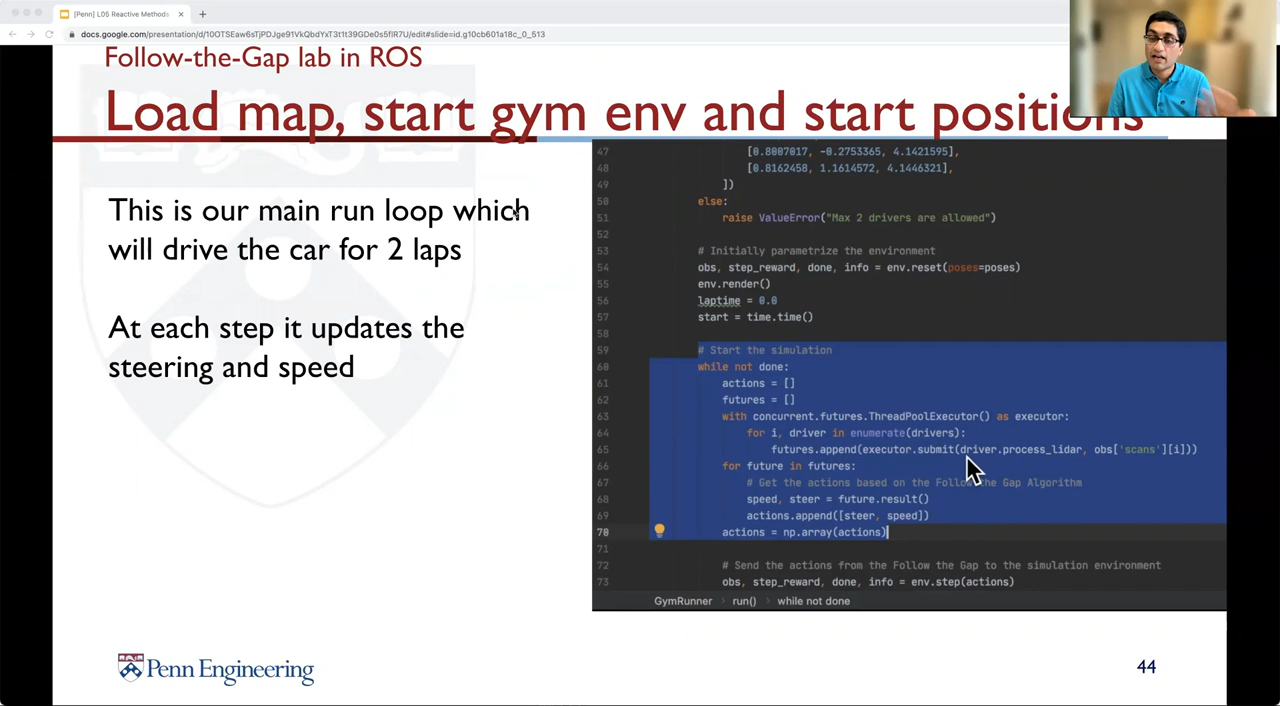 [Penn] L05 Reactive Methods
docs.google.com/presentation/d/10OTSEaw6sTjPDJge91VkQbdYxT3t1t39GDe0s5fIR7U/edit#slide=id.g10cb601a18c_0_513
Follow-the-Gap lab in ROS
Load map, start gym env and start positions
This is our main run loop which
will drive the car for 2 laps
At each step it updates the
steering and speed
47 [0.8007017, -0.2753365, 4.1421595],
48 [0.8162458, 1.1614572, 4.1446321],
49 ])
50 else:
51 raise ValueError("Max 2 drivers are allowed")
52
53 # Initially parametrize the environment
54 obs, step_reward, done, info = env.reset(poses=poses)
55 env.render()
56 laptime = 0.0
57 start = time.time()
58
59 # Start the simulation
60 while not done:
61 actions = []
62 futures = []
63 with concurrent.futures.ThreadPoolExecutor() as executor:
64 for i, driver in enumerate(drivers):
65 futures.append(executor.submit(driver.process_lidar, obs['scans'][i]))
66 for future in futures:
67 # Get the actions based on the Follow the Gap Algorithm
68 speed, steer = future.result()
69 actions.append([steer, speed])
70 actions = np.array(actions)
71
72 # Send the actions from the Follow the Gap to the simulation environment
73 obs, step_reward, done, info = env.step(actions)
GymRunner › run() › while not done
Penn Engineering
44